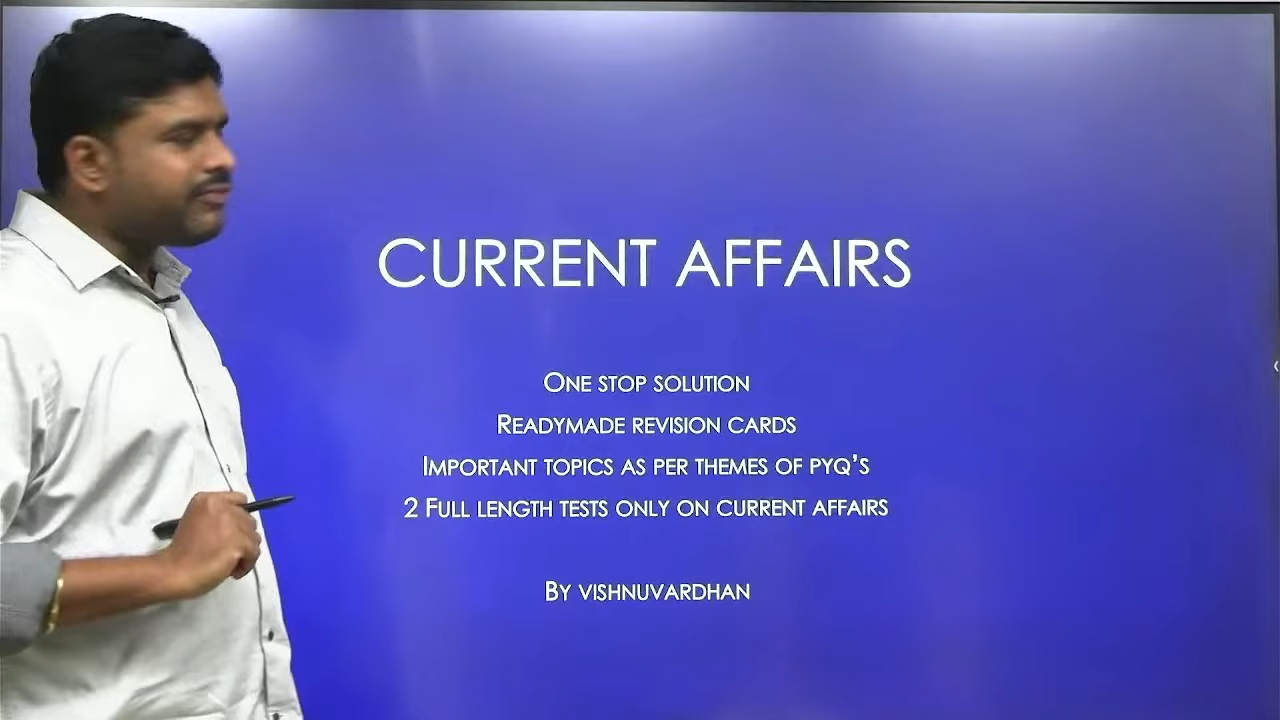 CURRENT AFFAIRS
ONE STOP SOLUTION
READYMADE REVISION CARDS
IMPORTANT TOPICS AS PER THEMES OF PYQ'S
2 FULL LENGTH TESTS ONLY ON CURRENT AFFAIRS
BY VISHNUVARDHAN